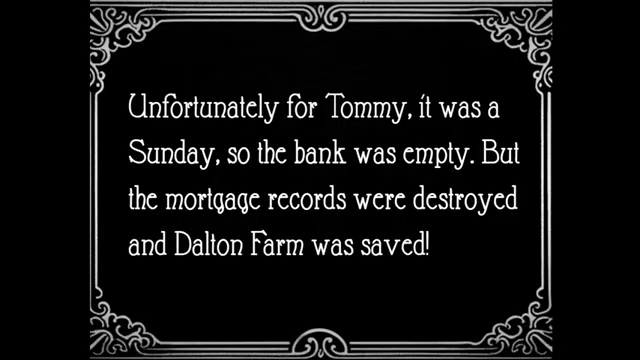 Unfortunately for Tommy, it was a
Sunday, so the bank was empty. But
the mortgage records were destroyed
and Dalton Farm was saved!